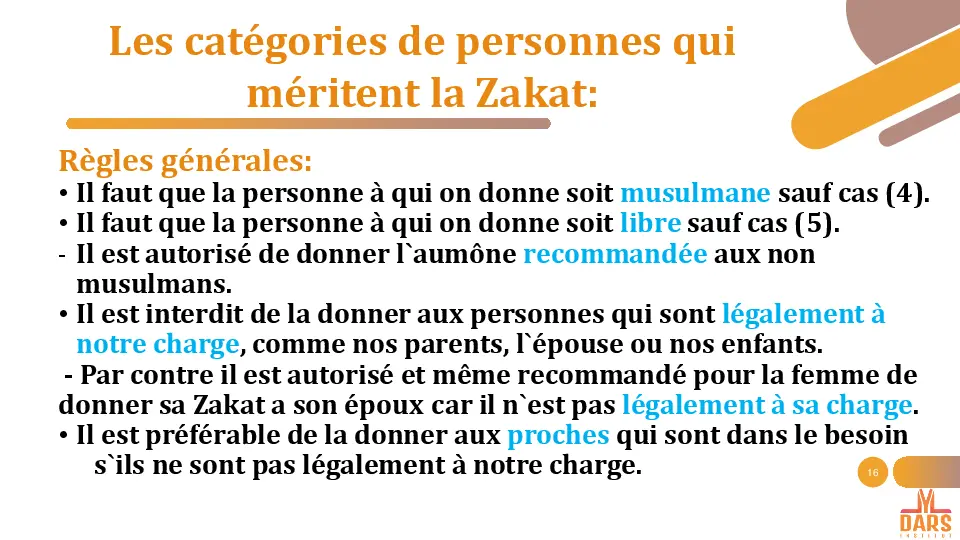 Les catégories de personnes qui
méritent la Zakat:
Règles générales:
• Il faut que la personne à qui on donne soit musulmane sauf cas (4).
• Il faut que la personne à qui on donne soit libre sauf cas (5).
- Il est autorisé de donner l`aumône recommandée aux non
musulmans.
• Il est interdit de la donner aux personnes qui sont légalement à
notre charge, comme nos parents, l`épouse ou nos enfants.
- Par contre il est autorisé et même recommandé pour la femme de
donner sa Zakat a son époux car il n`est pas légalement à sa charge.
• Il est préférable de la donner aux proches qui sont dans le besoin
s`ils ne sont pas légalement à notre charge.
16
DARS
INSTITUT